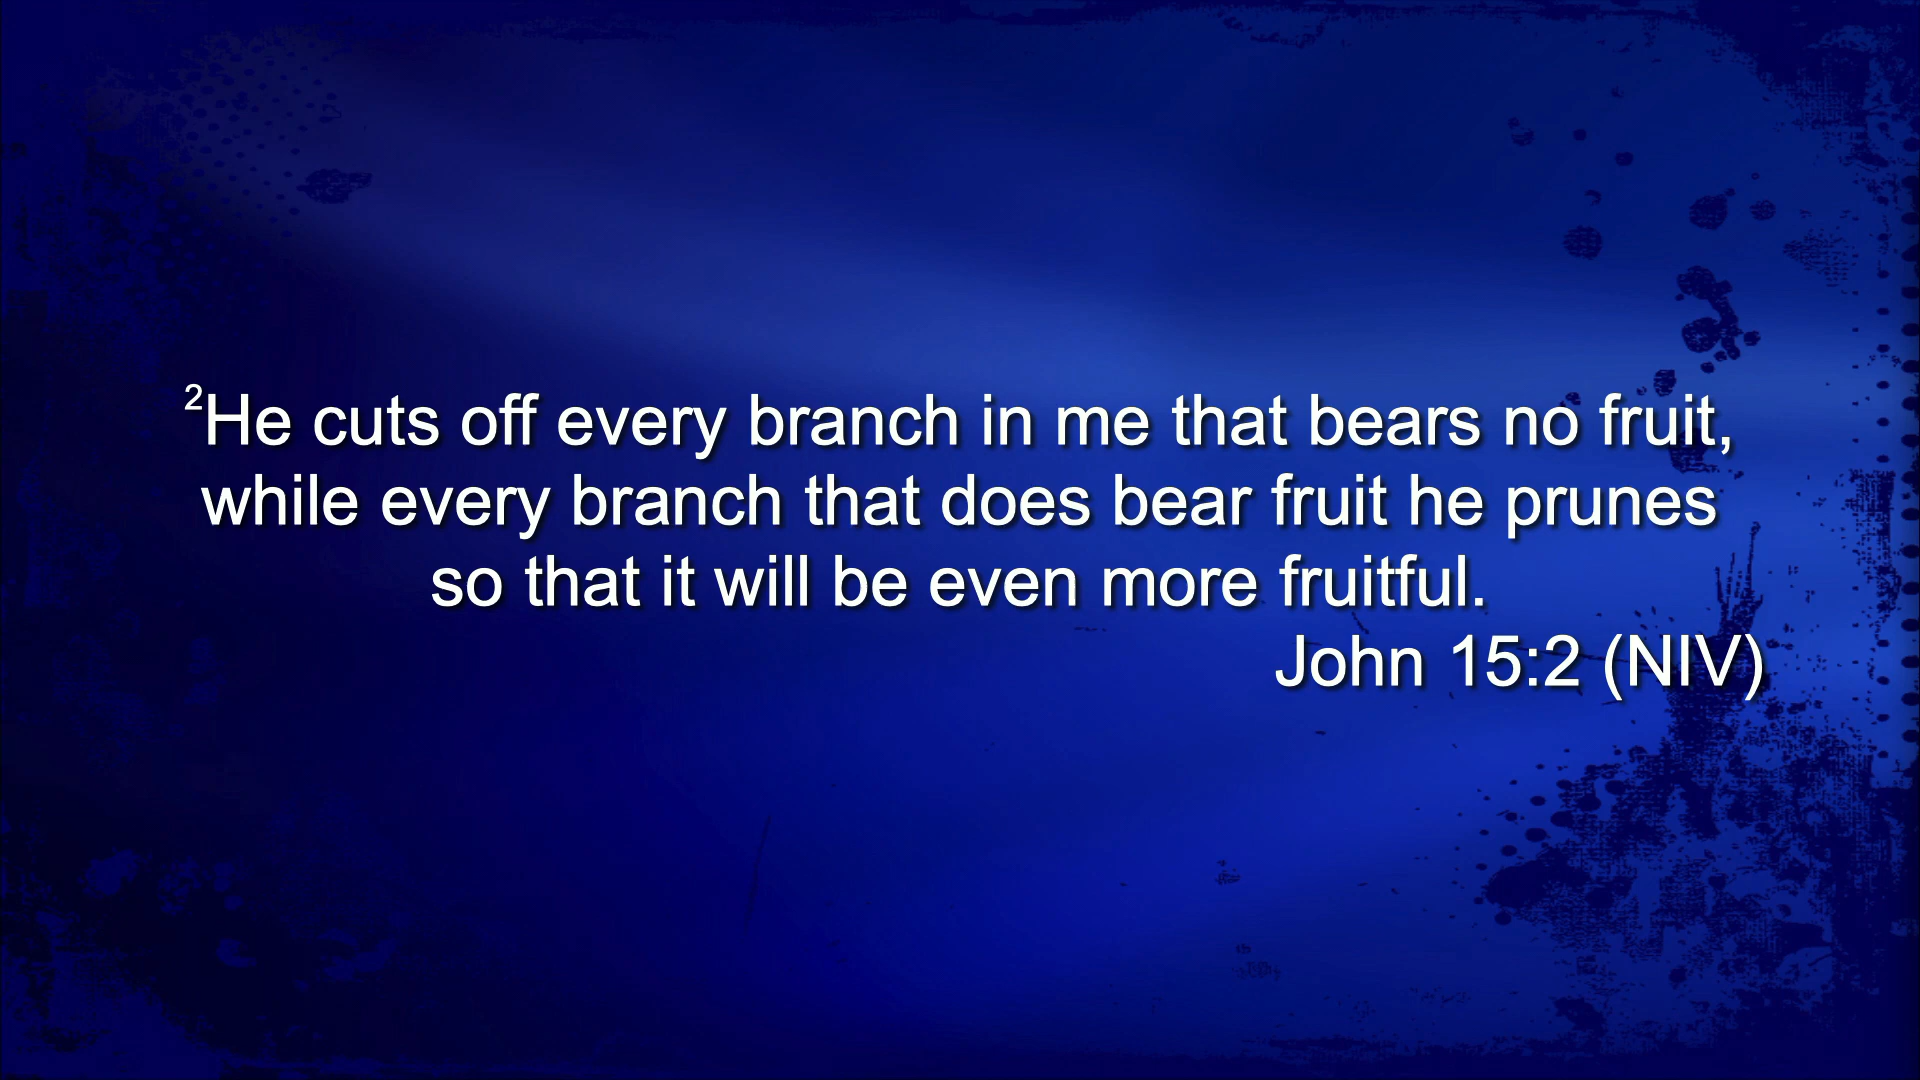 ²He cuts off every branch in me that bears no fruit,
while every branch that does bear fruit he prunes
so that it will be even more fruitful.
John 15:2 (NIV)